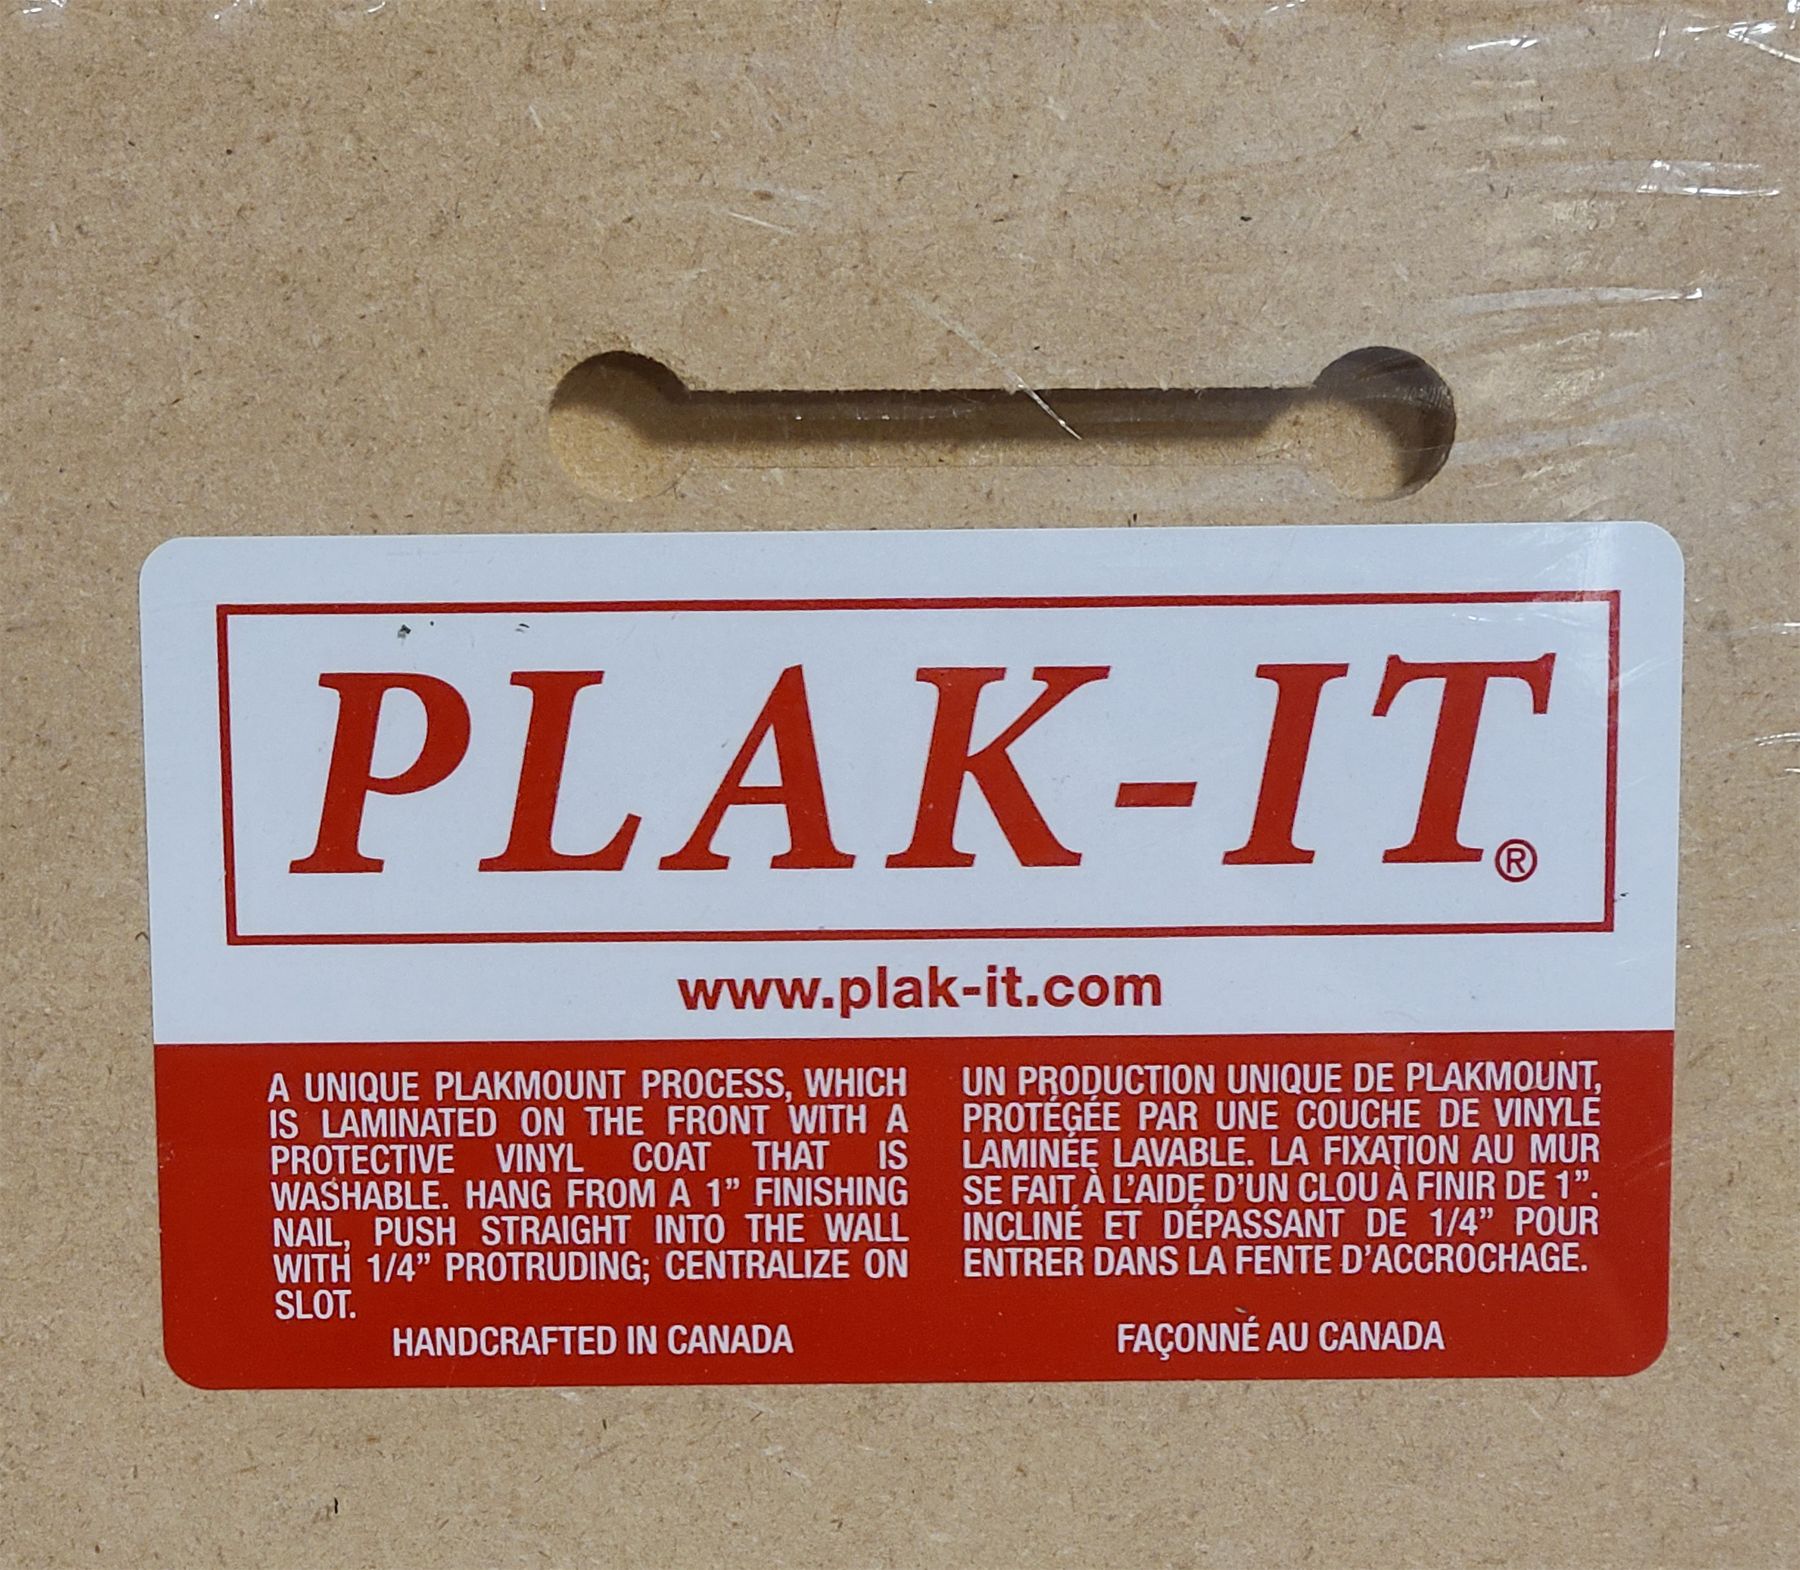 PLAK-IT®
www.plak-it.com
A UNIQUE PLAKMOUNT PROCESS, WHICH
IS LAMINATED ON THE FRONT WITH A
PROTECTIVE VINYL COAT THAT IS
WASHABLE. HANG FROM A 1” FINISHING
NAIL, PUSH STRAIGHT INTO THE WALL
WITH 1/4” PROTRUDING; CENTRALIZE ON
SLOT.
HANDCRAFTED IN CANADA
UN PRODUCTION UNIQUE DE PLAKMOUNT,
PROTÉGÉE PAR UNE COUCHE DE VINYLE
LAMINÉE LAVABLE. LA FIXATION AU MUR
SE FAIT À L’AIDE D’UN CLOU À FINIR DE 1”.
INCLINÉ ET DÉPASSANT DE 1/4” POUR
ENTRER DANS LA FENTE D’ACCROCHAGE.
FAÇONNÉ AU CANADA